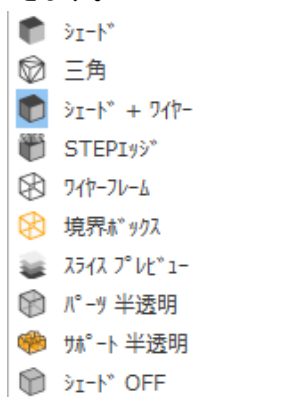 ｼｪｰﾄﾞ
三角
ｼｪｰﾄﾞ + ﾜｲﾔｰ
STEPｴｯｼﾞ
ﾜｲﾔｰﾌﾚｰﾑ
境界ﾎﾞｯｸｽ
ｽﾗｲｽ ﾌﾟﾚﾋﾞｭｰ
ﾊﾟｰﾂ 半透明
ｻﾎﾟｰﾄ 半透明
ｼｪｰﾄﾞ OFF